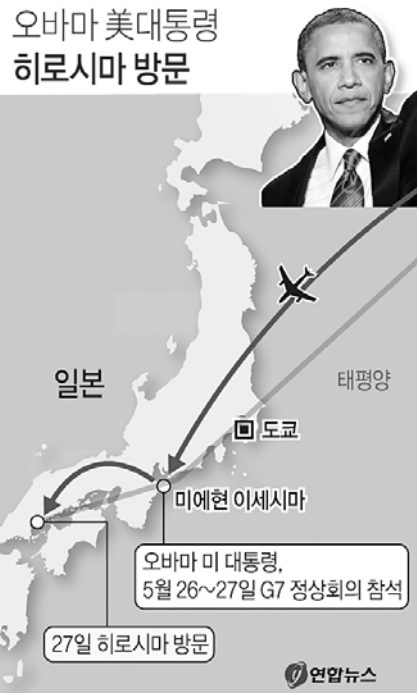 오바마 美대통령
히로시마 방문
일본
태평양
도쿄
미에현 이세시마
오바마 미 대통령,
5월 26~27일 G7 정상회의 참석
27일 히로시마 방문
연합뉴스